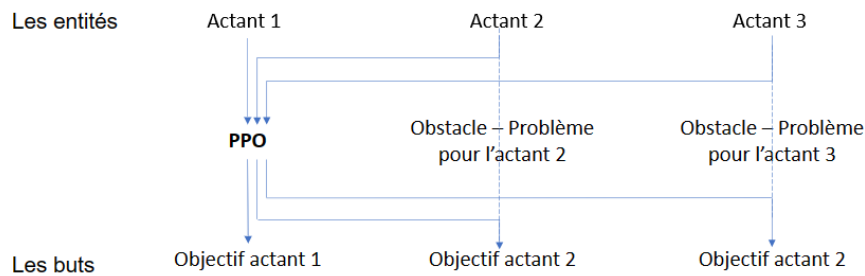 Les entités
Actant 1
Actant 2
Actant 3
PPO
Obstacle – Problème
pour l'actant 2
Obstacle – Problème
pour l'actant 3
Les buts
Objectif actant 1
Objectif actant 2
Objectif actant 2